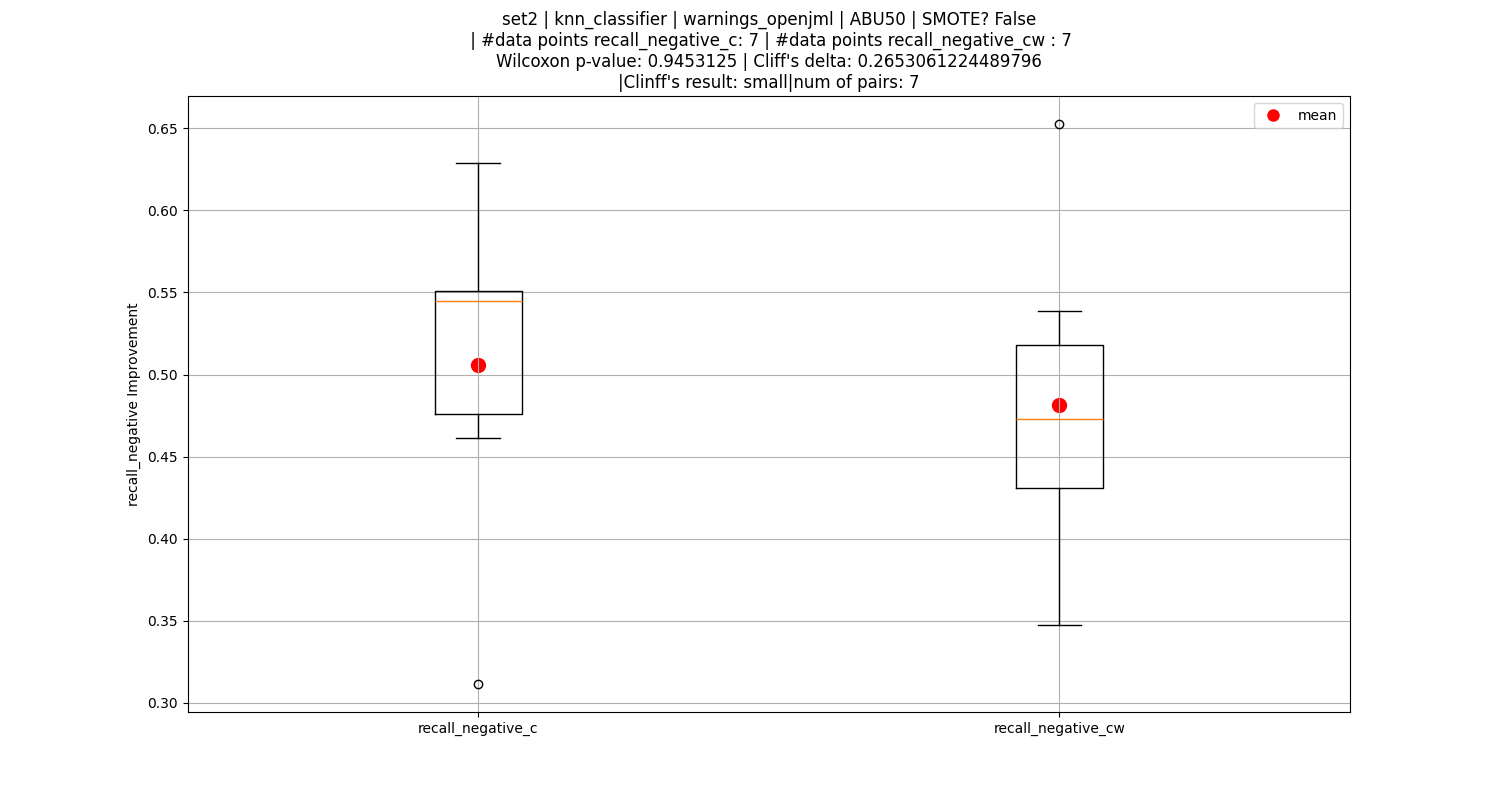 set2 | knn_classifier | warnings_openjml | ABU50 | SMOTE? False
| #data points recall_negative_c: 7 | #data points recall_negative_cw : 7
Wilcoxon p-value: 0.9453125 | Cliff's delta: 0.2653061224489796
|Clinff's result: small|num of pairs: 7
mean
0.65
0.60
0.55
0.50
0.45
0.40
0.35
0.30
recall_negative Improvement
recall_negative_c
recall_negative_cw